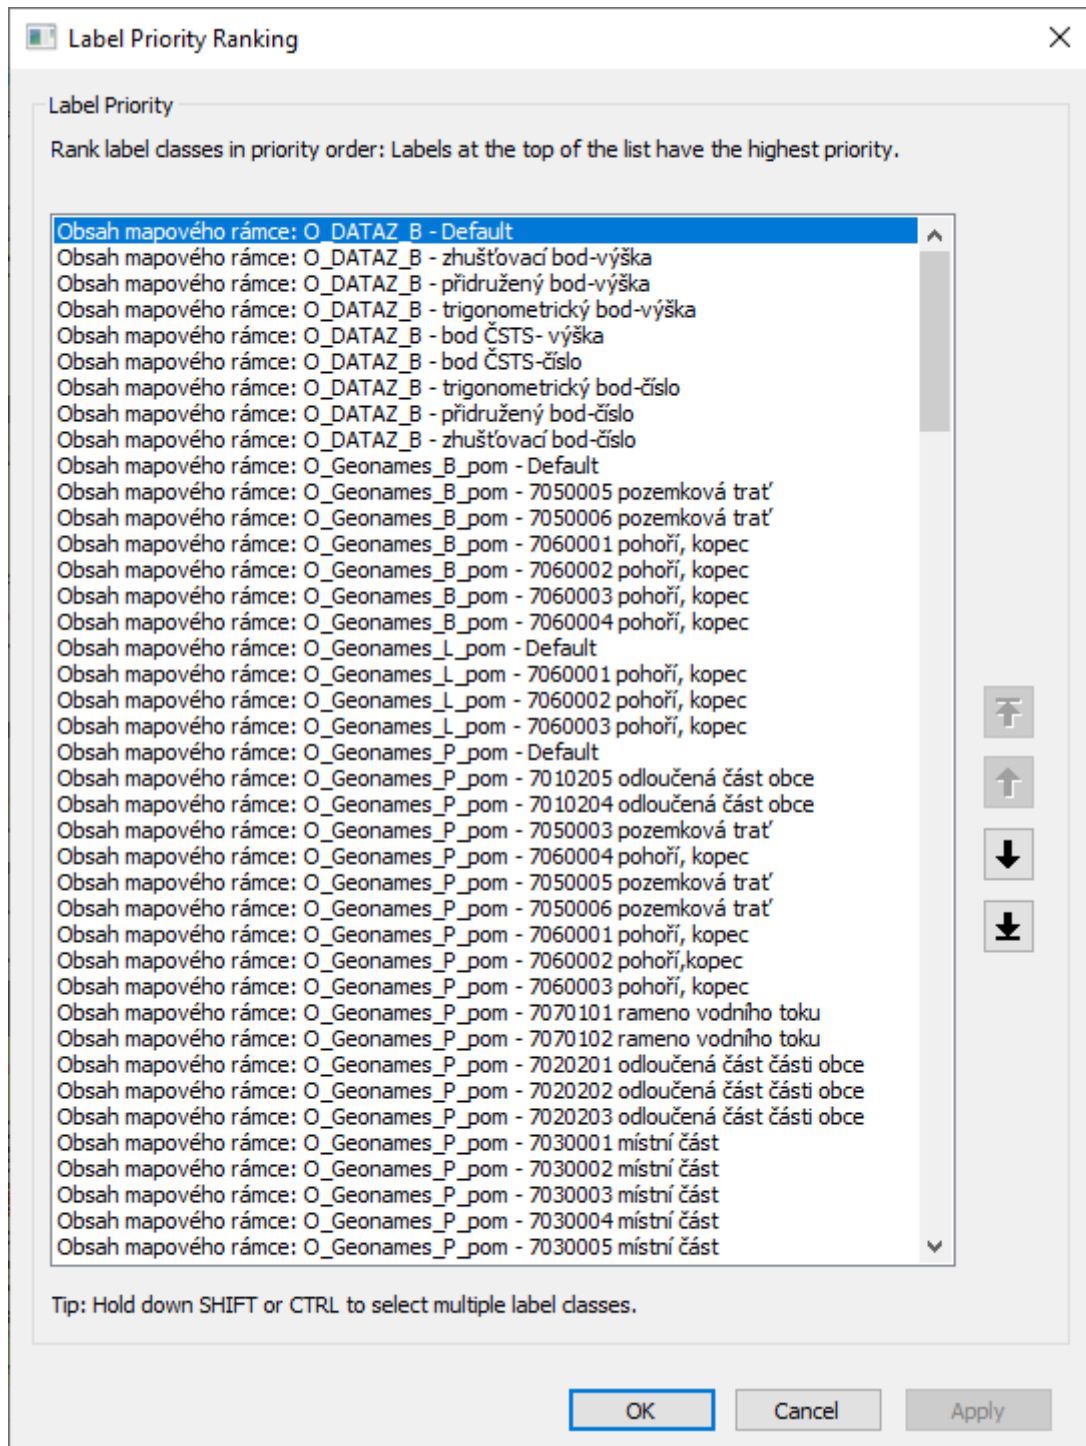 Label Priority Ranking
Label Priority
Rank label classes in priority order: Labels at the top of the list have the highest priority.
Obsah mapového rámce: O_DATAZ_B - Default
Obsah mapového rámce: O_DATAZ_B - zhušťovací bod-výška
Obsah mapového rámce: O_DATAZ_B - přidružený bod-výška
Obsah mapového rámce: O_DATAZ_B - trigonometrický bod-výška
Obsah mapového rámce: O_DATAZ_B - bod ČSTS- výška
Obsah mapového rámce: O_DATAZ_B - bod ČSTS-číslo
Obsah mapového rámce: O_DATAZ_B - trigonometrický bod-číslo
Obsah mapového rámce: O_DATAZ_B - přidružený bod-číslo
Obsah mapového rámce: O_DATAZ_B - zhušťovací bod-číslo
Obsah mapového rámce: O_Geonames_B_pom - Default
Obsah mapového rámce: O_Geonames_B_pom - 7050005 pozemková trať
Obsah mapového rámce: O_Geonames_B_pom - 7050006 pozemková trať
Obsah mapového rámce: O_Geonames_B_pom - 7060001 pohoří, kopec
Obsah mapového rámce: O_Geonames_B_pom - 7060002 pohoří, kopec
Obsah mapového rámce: O_Geonames_B_pom - 7060003 pohoří, kopec
Obsah mapového rámce: O_Geonames_B_pom - 7060004 pohoří, kopec
Obsah mapového rámce: O_Geonames_L_pom - Default
Obsah mapového rámce: O_Geonames_L_pom - 7060001 pohoří, kopec
Obsah mapového rámce: O_Geonames_L_pom - 7060002 pohoří, kopec
Obsah mapového rámce: O_Geonames_L_pom - 7060003 pohoří, kopec
Obsah mapového rámce: O_Geonames_P_pom - Default
Obsah mapového rámce: O_Geonames_P_pom - 7010205 odloučená část obce
Obsah mapového rámce: O_Geonames_P_pom - 7010204 odloučená část obce
Obsah mapového rámce: O_Geonames_P_pom - 7050003 pozemková trať
Obsah mapového rámce: O_Geonames_P_pom - 7060004 pohoří, kopec
Obsah mapového rámce: O_Geonames_P_pom - 7050005 pozemková trať
Obsah mapového rámce: O_Geonames_P_pom - 7050006 pozemková trať
Obsah mapového rámce: O_Geonames_P_pom - 7060001 pohoří, kopec
Obsah mapového rámce: O_Geonames_P_pom - 7060002 pohoří,kopec
Obsah mapového rámce: O_Geonames_P_pom - 7060003 pohoří, kopec
Obsah mapového rámce: O_Geonames_P_pom - 7070101 rameno vodního toku
Obsah mapového rámce: O_Geonames_P_pom - 7070102 rameno vodního toku
Obsah mapového rámce: O_Geonames_P_pom - 7020201 odloučená část části obce
Obsah mapového rámce: O_Geonames_P_pom - 7020202 odloučená část části obce
Obsah mapového rámce: O_Geonames_P_pom - 7020203 odloučená část části obce
Obsah mapového rámce: O_Geonames_P_pom - 7030001 místní část
Obsah mapového rámce: O_Geonames_P_pom - 7030002 místní část
Obsah mapového rámce: O_Geonames_P_pom - 7030003 místní část
Obsah mapového rámce: O_Geonames_P_pom - 7030004 místní část
Obsah mapového rámce: O_Geonames_P_pom - 7030005 místní část
Tip: Hold down SHIFT or CTRL to select multiple label classes.
OK Cancel Apply